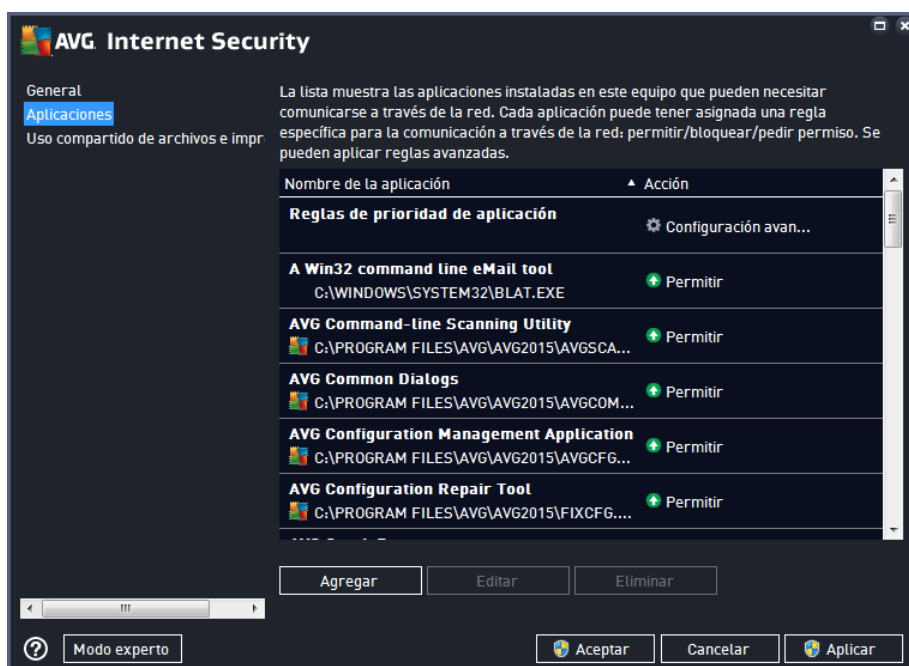 AVG. Internet Security
General
Aplicaciones
Uso compartido de archivos e impr
La lista muestra las aplicaciones instaladas en este equipo que pueden necesitar
comunicarse a través de la red. Cada aplicación puede tener asignada una regla
específica para la comunicación a través de la red: permitir/bloquear/pedir permiso. Se
pueden aplicar reglas avanzadas.
Nombre de la aplicación Acción
Reglas de prioridad de aplicación
Configuración avan...
A Win32 command line eMail tool
C:\WINDOWS\SYSTEM32\BLAT.EXE
Permitir
AVG Command-line Scanning Utility
C:\PROGRAM FILES\AVG\AVG2015\AVGSCA...
Permitir
AVG Common Dialogs
C:\PROGRAM FILES\AVG\AVG2015\AVGCOM...
Permitir
AVG Configuration Management Application
C:\PROGRAM FILES\AVG\AVG2015\AVGCFG...
Permitir
AVG Configuration Repair Tool
C:\PROGRAM FILES\AVG\AVG2015\FIXCFG....
Permitir
Agregar Editar Eliminar
Modo experto Aceptar Cancelar Aplicar